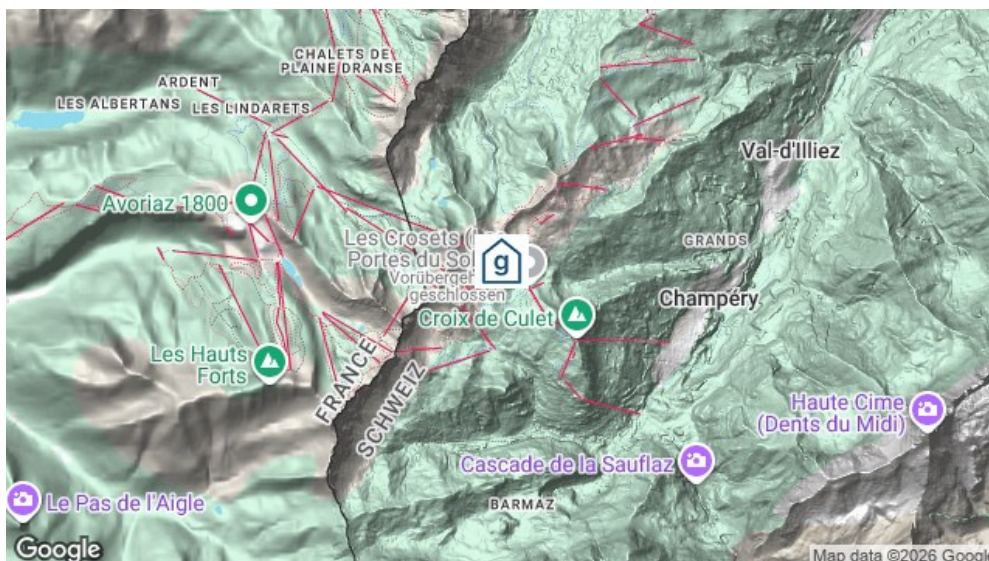 CHALETS DE
PLAINE DRANSE
ARDENT
LES ALBERTANS
LES LINDARETS
Val-d'Illiez
Avoriaz 1800
GRANDS
Les Crosets
Portes du
Vorübergeh
geschlossen
g
Champéry
Croix de Culet
Les Hauts
Forts
FRANCE
SCHWEIZ
Haute Cime
(Dents du Midi)
Cascade de la Sauflaz
Le Pas de l'Aigle
BARMAZ
Google
Map data ©2026 Google